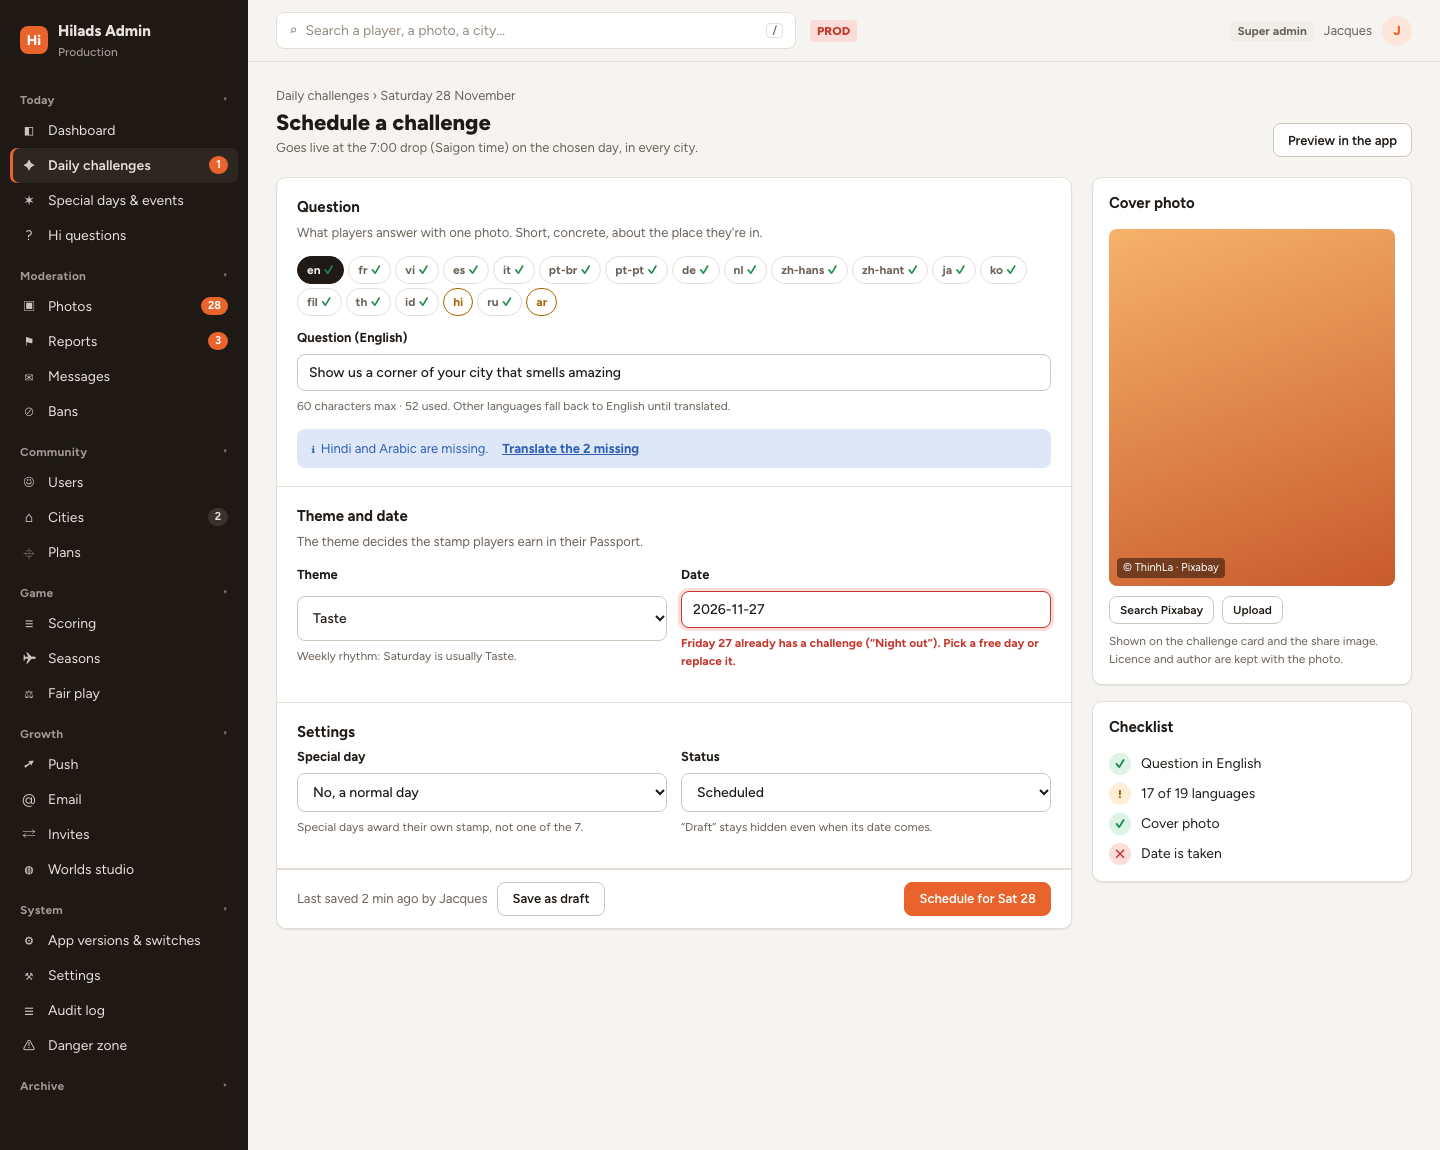 Hi
Hilads Admin
Production
Today
Dashboard
Daily challenges
1
Special days & events
? Hi questions
Moderation
Photos
28
Reports
3
Messages
Bans
Community
Users
Cities
2
Plans
Game
Scoring
Seasons
Fair play
Growth
Push
@ Email
Invites
Worlds studio
System
App versions & switches
Settings
Audit log
Danger zone
Archive
Search a player, a photo, a city…
/
PROD
Super admin
Jacques
J
Daily challenges › Saturday 28 November
Schedule a challenge
Goes live at the 7:00 drop (Saigon time) on the chosen day, in every city.
Preview in the app
Question
What players answer with one photo. Short, concrete, about the place they're in.
en ✓ fr ✓ vi ✓ es ✓ it ✓ pt-br ✓ pt-pt ✓ de ✓ nl ✓ zh-hans ✓ zh-hant ✓ ja ✓ ko ✓
fil ✓ th ✓ id ✓ hi ru ✓ ar
Question (English)
Show us a corner of your city that smells amazing
60 characters max · 52 used. Other languages fall back to English until translated.
i Hindi and Arabic are missing. Translate the 2 missing
Theme and date
The theme decides the stamp players earn in their Passport.
Theme
Taste
Weekly rhythm: Saturday is usually Taste.
Date
2026-11-27
Friday 27 already has a challenge (“Night out”). Pick a free day or
replace it.
Settings
Special day
No, a normal day
Special days award their own stamp, not one of the 7.
Status
Scheduled
“Draft” stays hidden even when its date comes.
Last saved 2 min ago by Jacques
Save as draft
Schedule for Sat 28
Cover photo
© ThinhLa · Pixabay
Search Pixabay
Upload
Shown on the challenge card and the share image.
Licence and author are kept with the photo.
Checklist
✓ Question in English
! 17 of 19 languages
✓ Cover photo
✕ Date is taken